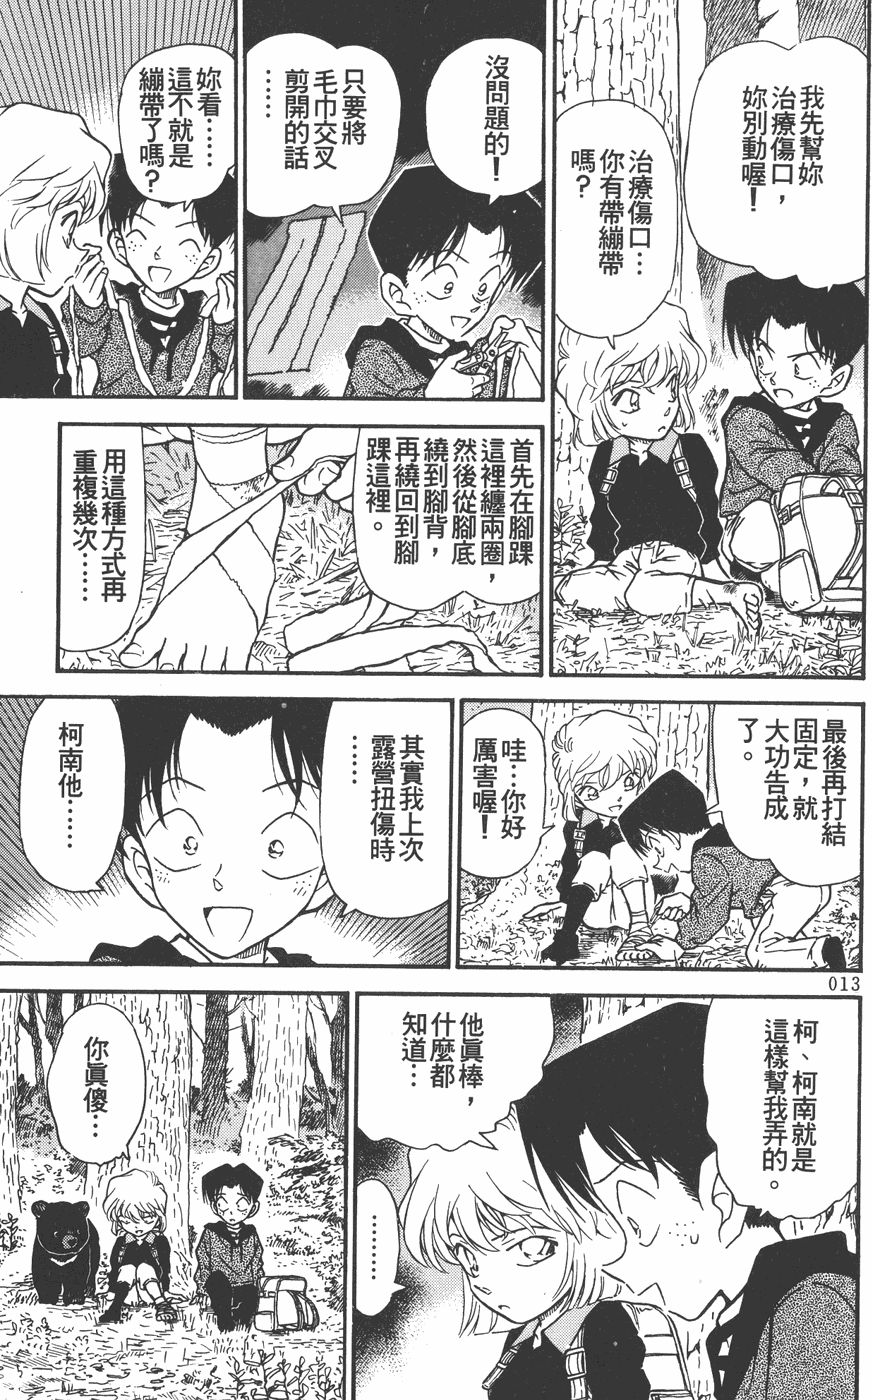 我先幫妳
治療傷口，
妳別動喔！
治療傷口…
你有帶繃帶
嗎？
沒問題的！
只要將
毛巾交叉
剪開的話
……
妳看……
這不就是
繃帶了嗎？
首先在腳踝
這裡纏兩圈，
然後從腳底
繞到腳背，
再繞回到腳
踝這裡。
用這種方式再
重複幾次……
最後再打結
固定，就
大功告成
了。
哇…你好
厲害喔！
其實我上次
露營扭傷時
……
柯南他……
013
柯、柯南就是
這樣幫我弄的。
他真棒，
什麼都
知道…
……
你真傻…